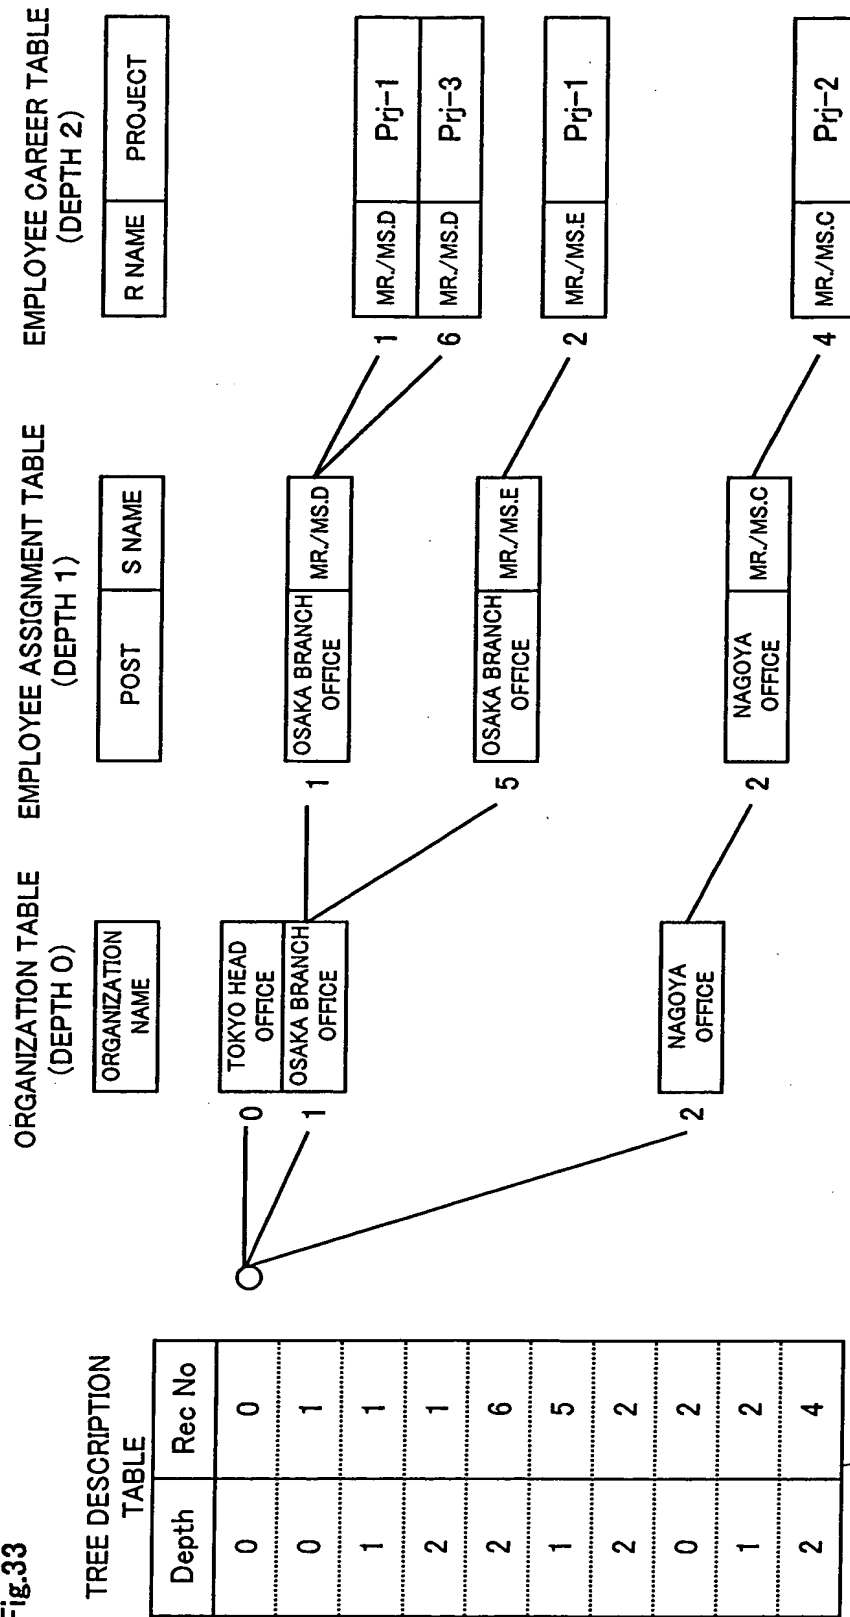 Fig.33
TREE DESCRIPTION
TABLE
Depth Rec No
0 0
0 1
1 1
2 1
2 6
1 5
2 2
0 2
1 2
2 4
ORGANIZATION TABLE
(DEPTH 0)
ORGANIZATION
NAME
0
TOKYO HEAD
OFFICE
1
OSAKA BRANCH
OFFICE
2
NAGOYA
OFFICE
EMPLOYEE ASSIGNMENT TABLE
(DEPTH 1)
POST S NAME
1
OSAKA BRANCH
OFFICE
MR./MS.D
5
OSAKA BRANCH
OFFICE
MR./MS.E
2
NAGOYA
OFFICE
MR./MS.C
EMPLOYEE CAREER TABLE
(DEPTH 2)
R NAME PROJECT
1 MR./MS.D Prj-1
6 MR./MS.D Prj-3
2 MR./MS.E Prj-1
4 MR./MS.C Prj-2